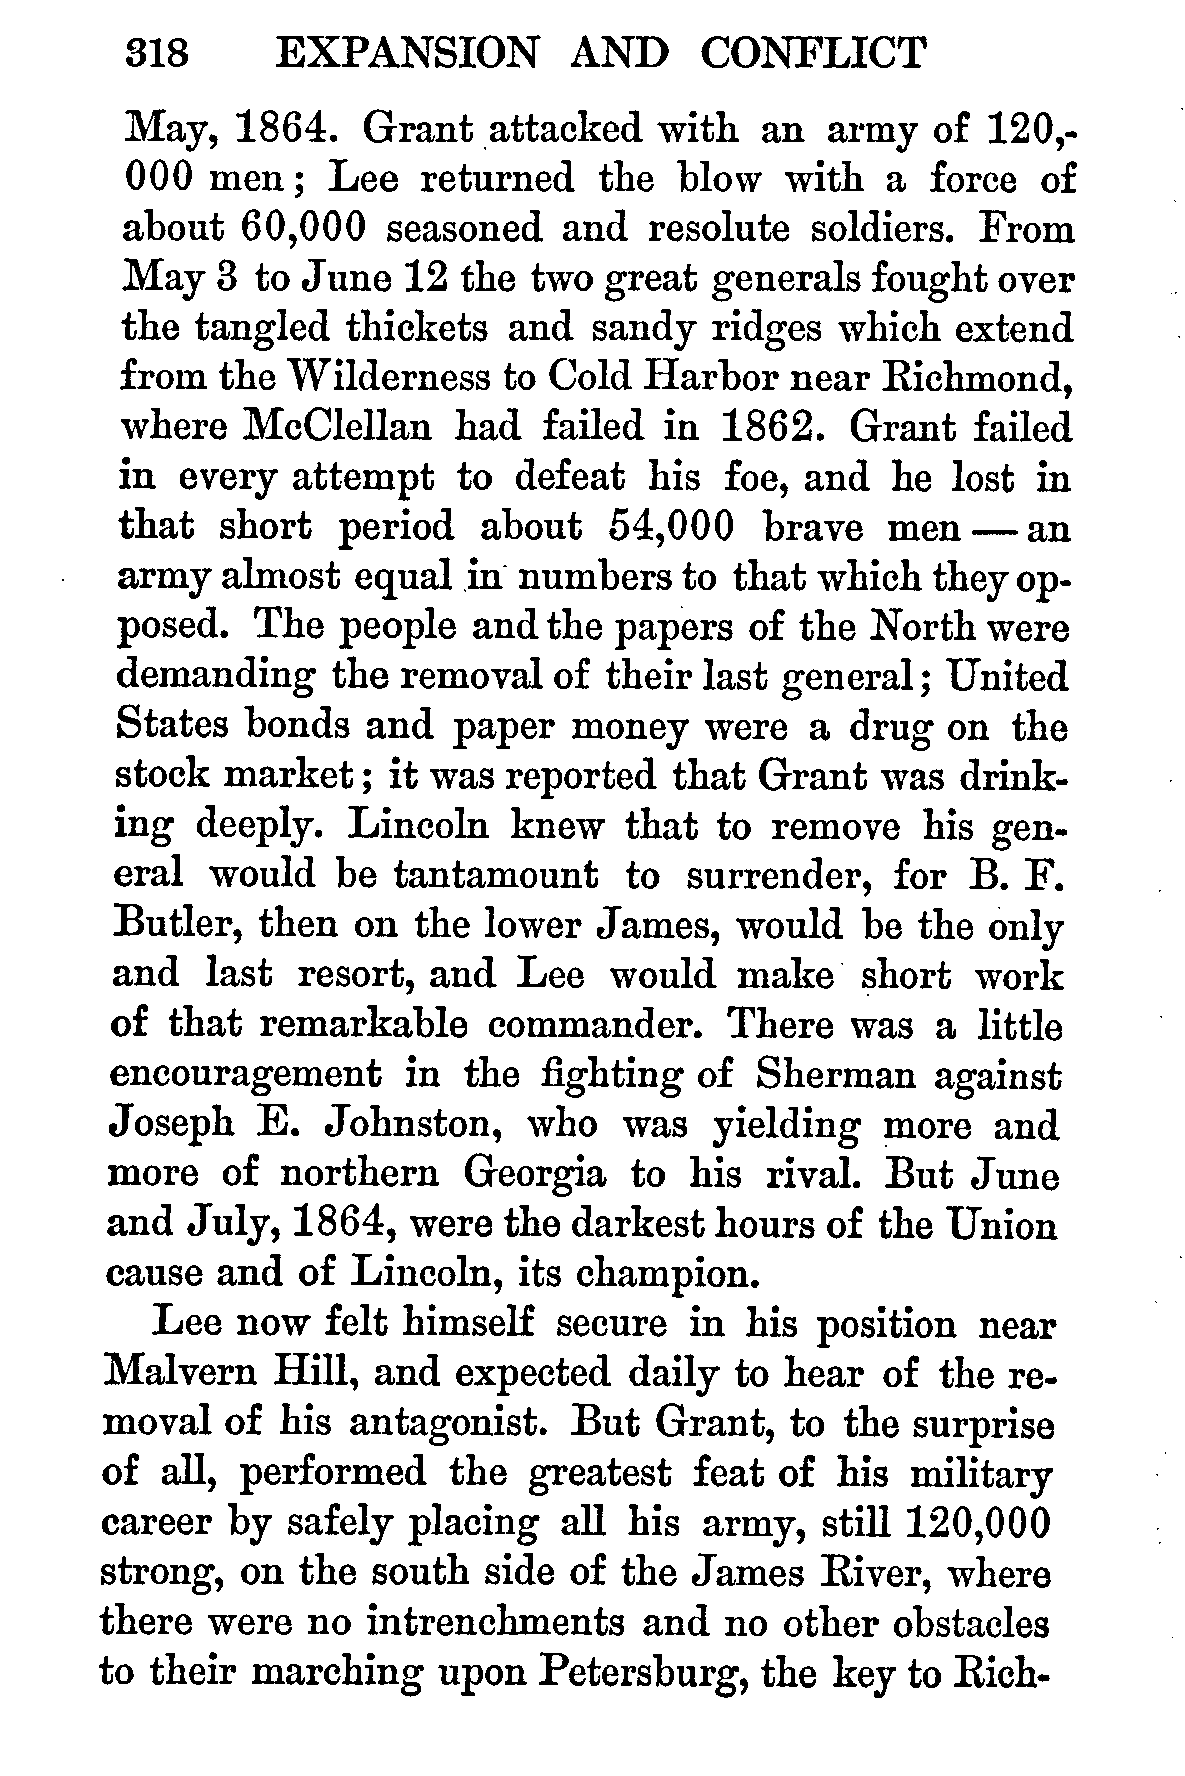 318 EXPANSION AND CONFLICT
May, 1864. Grant attacked with an army of 120,-
000 men; Lee returned the blow with a force of
about 60,000 seasoned and resolute soldiers. From
May 3 to June 12 the two great generals fought over
the tangled thickets and sandy ridges which extend
from the Wilderness to Cold Harbor near Richmond,
where McClellan had failed in 1862. Grant failed
in every attempt to defeat his foe, and he lost in
that short period about 54,000 brave men — an
army almost equal in numbers to that which they op-
posed. The people and the papers of the North were
demanding the removal of their last general; United
States bonds and paper money were a drug on the
stock market; it was reported that Grant was drink-
ing deeply. Lincoln knew that to remove his gen-
eral would be tantamount to surrender, for B. F.
Butler, then on the lower James, would be the only
and last resort, and Lee would make short work
of that remarkable commander. There was a little
encouragement in the fighting of Sherman against
Joseph E. Johnston, who was yielding more and
more of northern Georgia to his rival. But June
and July, 1864, were the darkest hours of the Union
cause and of Lincoln, its champion.
Lee now felt himself secure in his position near
Malvern Hill, and expected daily to hear of the re-
moval of his antagonist. But Grant, to the surprise
of all, performed the greatest feat of his military
career by safely placing all his army, still 120,000
strong, on the south side of the James River, where
there were no intrenchments and no other obstacles
to their marching upon Petersburg, the key to Rich-